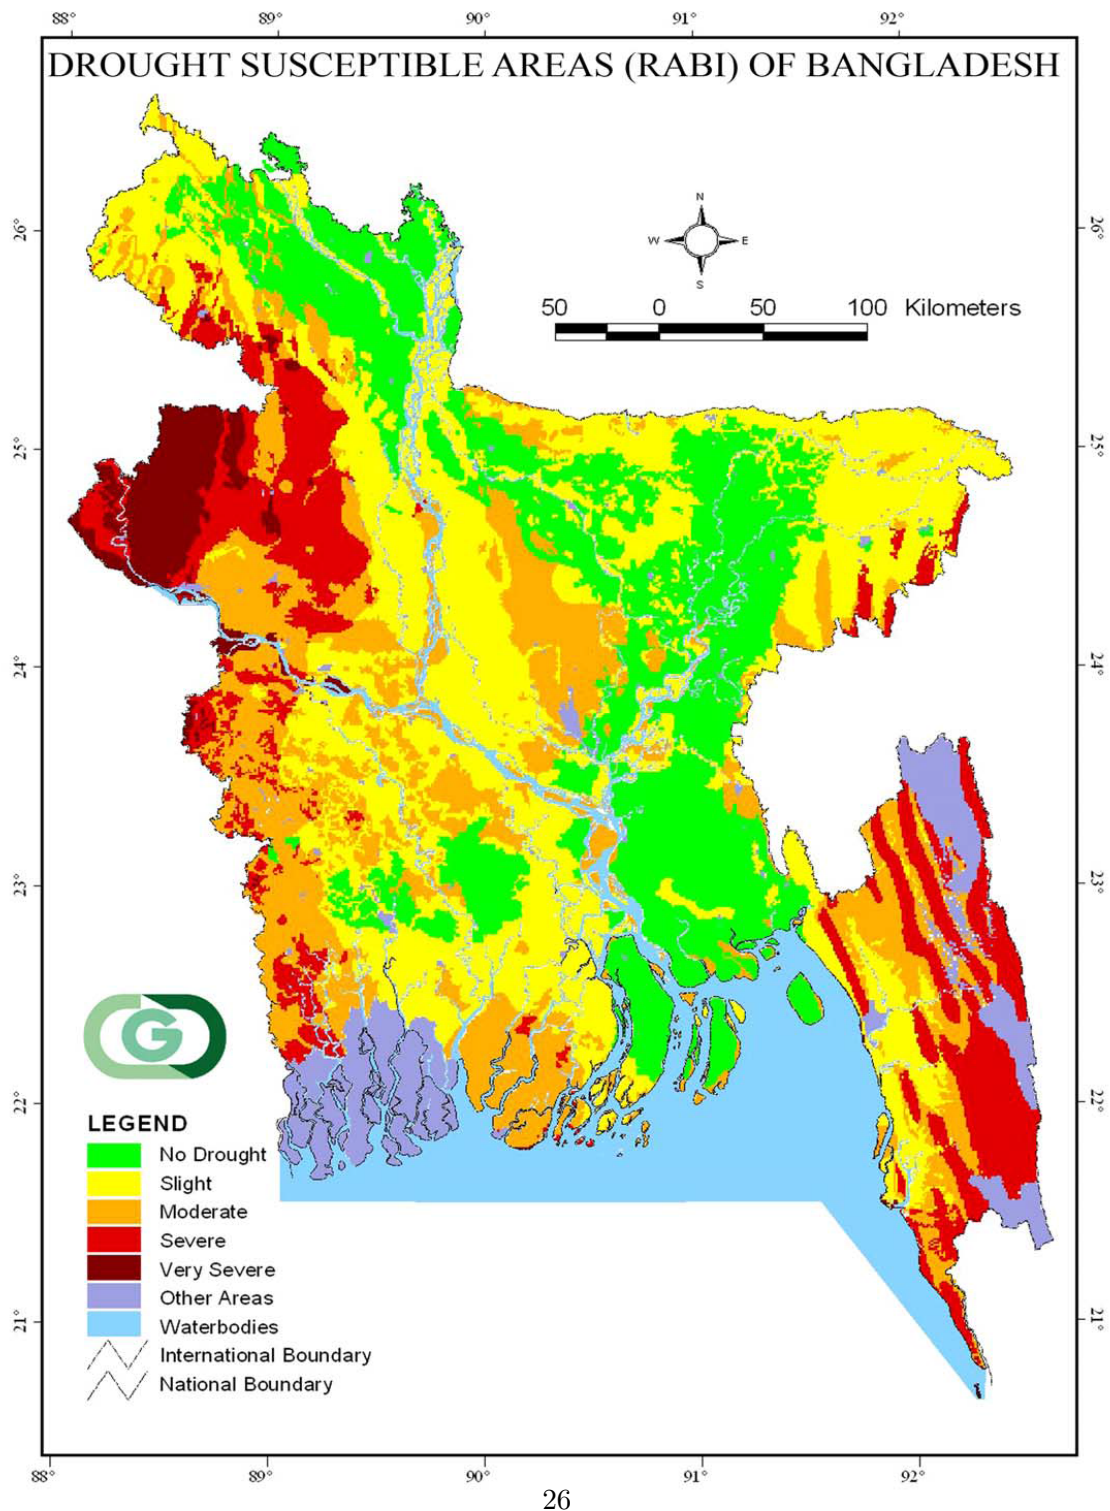 88° 89° 90° 91° 92°
DROUGHT SUSCEPTIBLE AREAS (RABI) OF BANGLADESH
26° 26°
N
W E
S
50 0 50 100 Kilometers
25° 25°
24° 24°
23° 23°
G
22° 22°
LEGEND
No Drought
Slight
Moderate
Severe
Very Severe
Other Areas
Waterbodies
21° 21°
International Boundary
National Boundary
88° 89° 90° 91° 92°
26